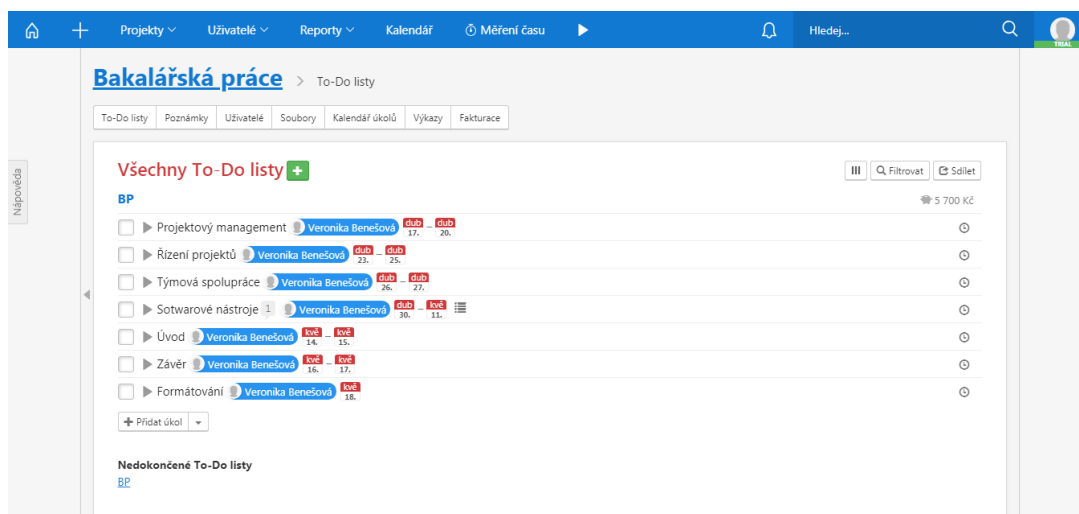 Projekty Uživatelé Reporty Kalendář Měření času Hledej... TRIAL
Bakalářská práce > To-Do listy
To-Do listy Poznámky Uživatelé Soubory Kalendář úkolů Výkazy Fakturace
Nápověda
Všechny To-Do listy + Filtrovat Sdílet
BP 5 700 Kč
Projektový management Veronika Benešová dub 17. – dub 20.
Řízení projektů Veronika Benešová dub 23. – dub 25.
Týmová spolupráce Veronika Benešová dub 26. – dub 27.
Sotwarové nástroje 1 Veronika Benešová dub 30. – kvě 11.
Úvod Veronika Benešová kvě 14. – kvě 15.
Závěr Veronika Benešová kvě 16. – kvě 17.
Formátování Veronika Benešová kvě 18.
+ Přidat úkol
Nedokončené To-Do listy
BP